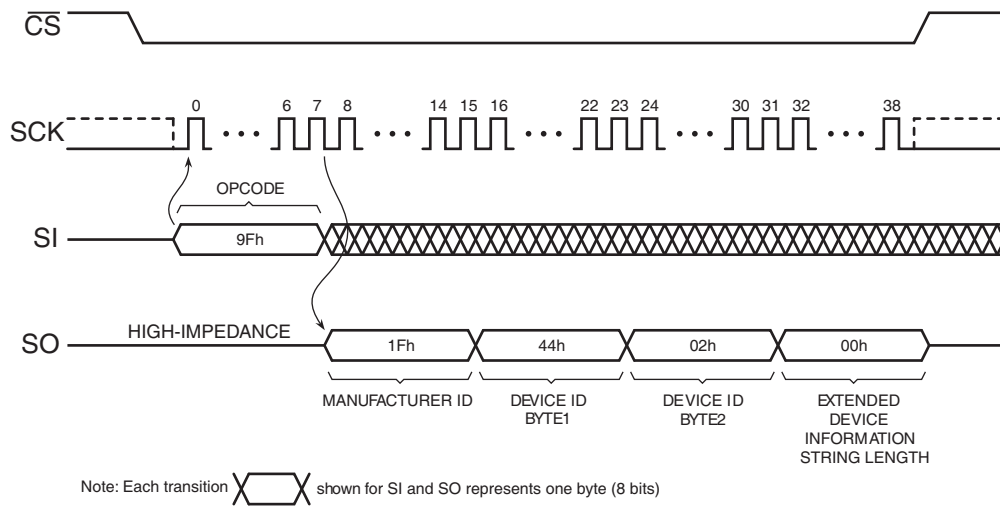 CS
SCK
0 6 7 8 14 15 16 22 23 24 30 31 32 38
OPCODE
SI
9Fh
HIGH-IMPEDANCE
SO
1Fh 44h 02h 00h
MANUFACTURER ID
DEVICE ID
BYTE1
DEVICE ID
BYTE2
EXTENDED
DEVICE
INFORMATION
STRING LENGTH
Note: Each transition shown for SI and SO represents one byte (8 bits)